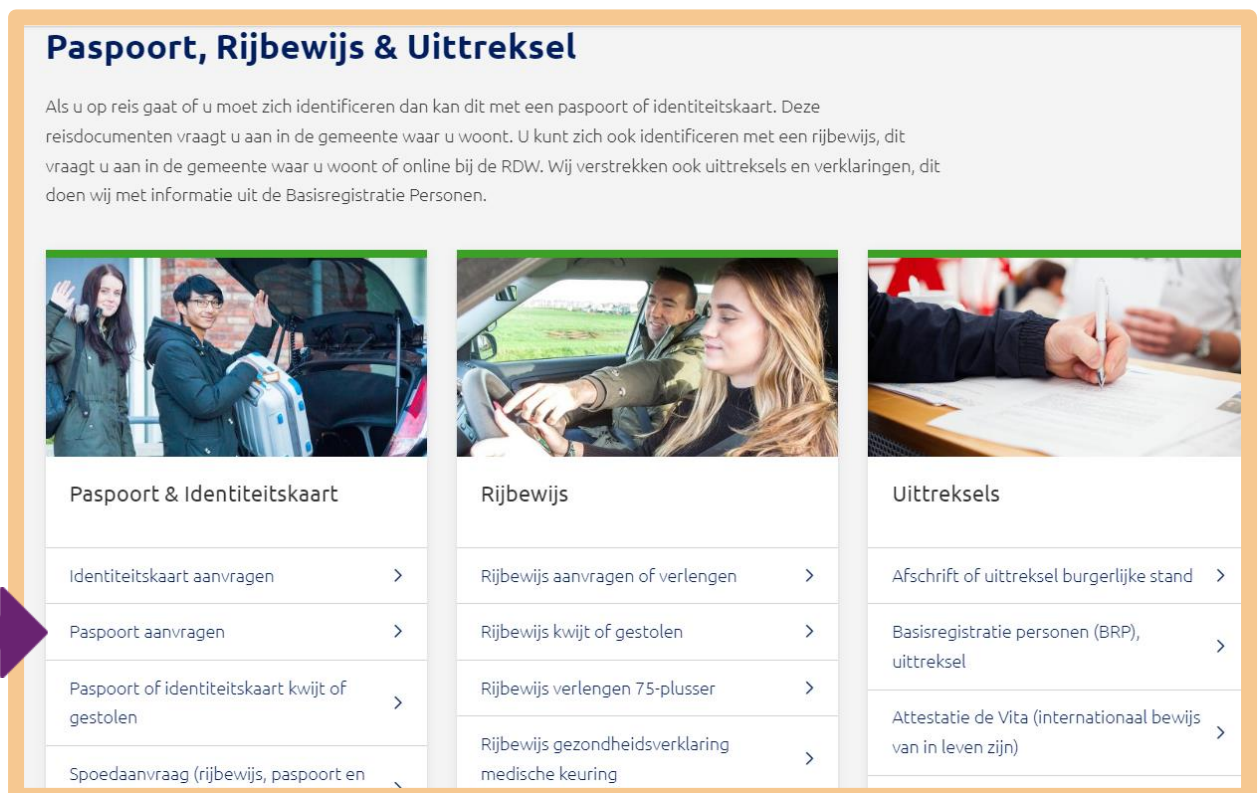 Paspoort, Rijbewijs & Uittreksel
Als u op reis gaat of u moet zich identificeren dan kan dit met een paspoort of identiteitskaart. Deze
reisdocumenten vraagt u aan in de gemeente waar u woont. U kunt zich ook identificeren met een rijbewijs, dit
vraagt u aan in de gemeente waar u woont of online bij de RDW. Wij verstrekken ook uittreksels en verklaringen, dit
doen wij met informatie uit de Basisregistratie Personen.
Paspoort & Identiteitskaart
Identiteitskaart aanvragen
Paspoort aanvragen
Paspoort of identiteitskaart kwijt of
gestolen
Spoedaanvraag (rijbewijs, paspoort en
Rijbewijs
Rijbewijs aanvragen of verlengen
Rijbewijs kwijt of gestolen
Rijbewijs verlengen 75-plusser
Rijbewijs gezondheidsverklaring
medische keuring
Uittreksels
Afschrift of uittreksel burgerlijke stand
Basisregistratie personen (BRP),
uittreksel
Attestatie de Vita (internationaal bewijs
van in leven zijn)